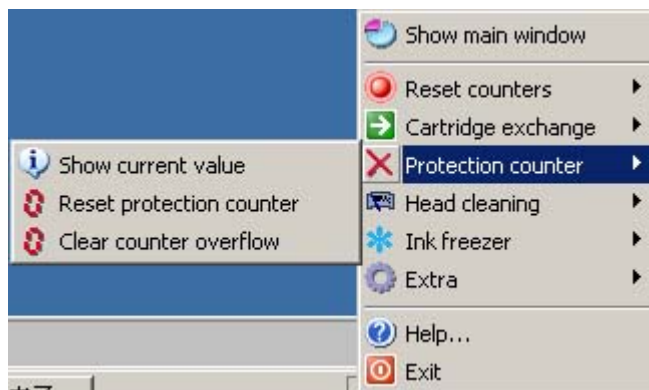 Show main window
Reset counters
Cartridge exchange
Protection counter
Show current value
Reset protection counter
Clear counter overflow
Head cleaning
Ink freezer
Extra
Help...
Exit